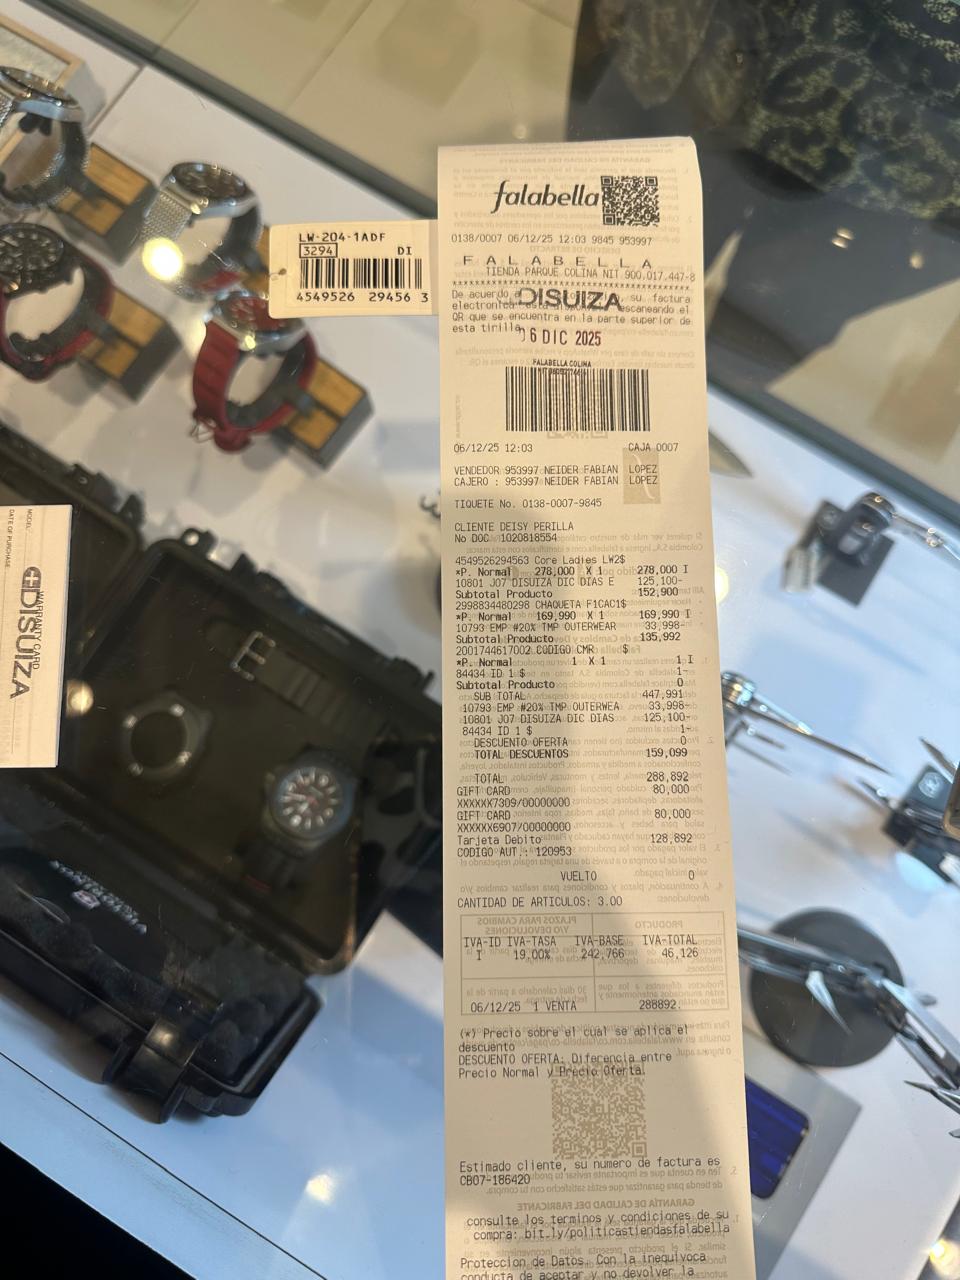 LW-204-1ADF
3294 DI
4549526 29456 3
falabella
0138/0007 06/12/25 12:03 9845 953997
FALABELLA
TIENDA PARQUE COLINA NIT.900.017.447-8
De acuerdo a su factura
electronica escaneando el
QR que se encuentra en la parte superior de
esta tirilla
DISUIZA
06 DIC 2025
FALABELLA COLINA
06/12/25 12:03 CAJA 0007
VENDEDOR 953997 NEIDER FABIAN LOPEZ
CAJERO : 953997 NEIDER FABIAN LOPEZ
TIQUETE No. 0138-0007-9845
CLIENTE DEISY PERILLA
No DOC. 1020818554
4549526294563 Core Ladies LW2$
*P. Normal 278,000 X 1 278,000 I
10801 J07 DISUIZA DIC DIAS E 125,100-
Subtotal Producto 152,900
2998834480298 CHAQUETA F1CAC1$
*P. Normal 169,990 X 1 169,990 I
10793 EMP #20% TMP OUTERWEAR 33,998-
Subtotal Producto 135,992
2001744617002 CODIGO CMR $
*P. Normal 1 X 1 1 I
84434 ID 1 $ 1-
Subtotal Producto 0
SUB TOTAL 447,991
10793 EMP #20% TMP OUTERWEA 33,998-
10801 J07 DISUIZA DIC DIAS 125,100-
84434 ID 1 $ 1-
DESCUENTO OFERTA 0
TOTAL DESCUENTOS 159,099
TOTAL 288,892
GIFT CARD 80,000
XXXXXX7309/00000000
GIFT CARD 80,000
XXXXXX6907/00000000
Tarjeta Debito 128,892
CODIGO AUT.: 120953
VUELTO 0
CANTIDAD DE ARTICULOS: 3.00
IVA-ID IVA-TASA IVA-BASE IVA-TOTAL
I 19.00% 242,766 46,126
06/12/25 1 VENTA 288892.
(*) Precio sobre el cual se aplica el
descuento
DESCUENTO OFERTA: Diferencia entre
Precio Normal y Precio Oferta.
Estimado cliente, su numero de factura es
CB07-186420
consulte los terminos y condiciones de su
compra: bit.ly/politicastiendasfalabella
Proteccion de Datos. Con la inequivoca
conducta de aceptar y no devolver la
MODEL:
DATE OF PURCHASE
WARRANTY CARD
DISUIZA